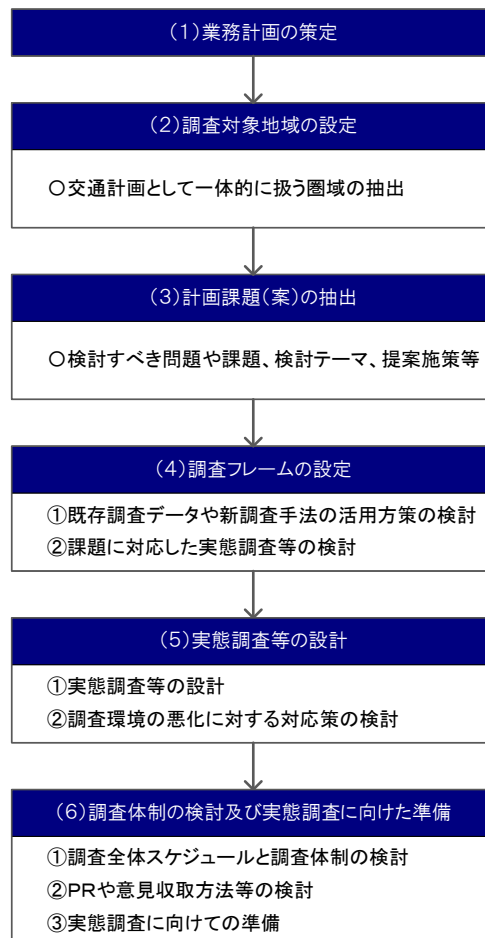 (1)業務計画の策定
(2)調査対象地域の設定
○交通計画として一体的に扱う圏域の抽出
(3)計画課題(案)の抽出
○検討すべき問題や課題、検討テーマ、提案施策等
(4)調査フレームの設定
①既存調査データや新調査手法の活用方策の検討
②課題に対応した実態調査等の検討
(5)実態調査等の設計
①実態調査等の設計
②調査環境の悪化に対する対応策の検討
(6)調査体制の検討及び実態調査に向けた準備
①調査全体スケジュールと調査体制の検討
②PRや意見収取方法等の検討
③実態調査に向けての準備